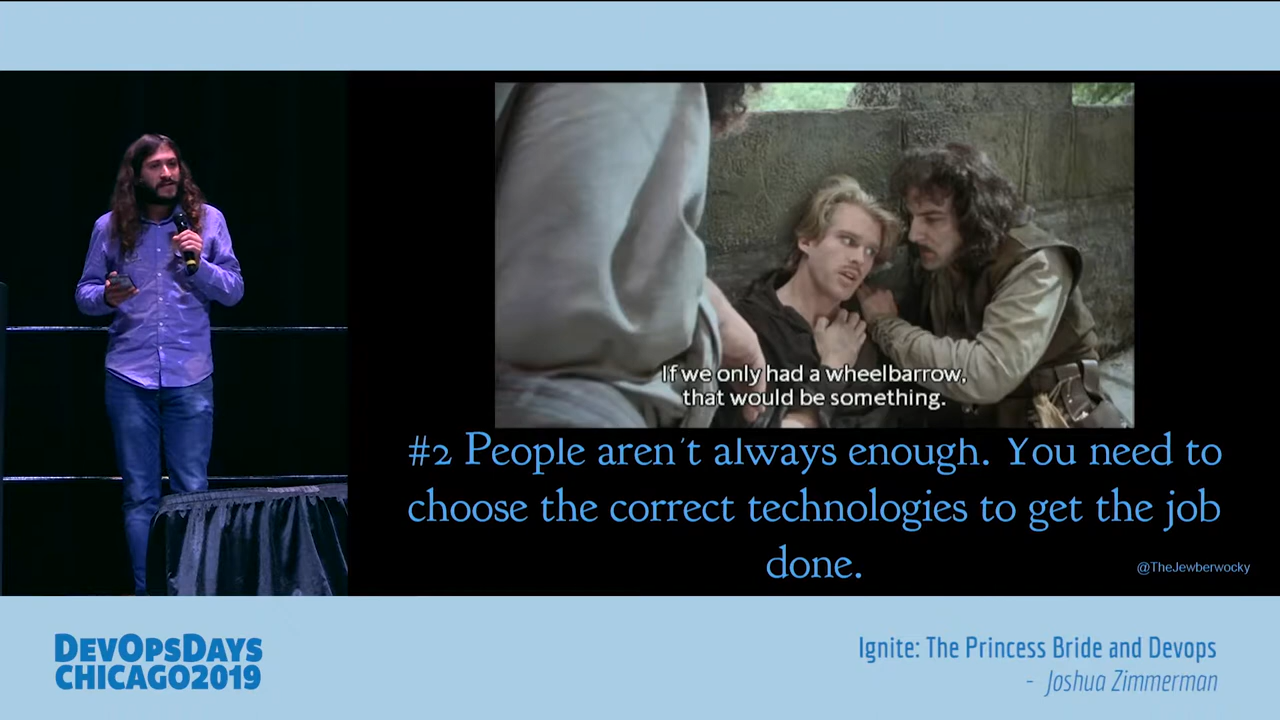 If we only had a wheelbarrow,
that would be something.
#2 People aren't always enough. You need to
choose the correct technologies to get the job
done.
@TheJewberwocky
DEVOPSDAYS
CHICAGO2019
Ignite: The Princess Bride and Devops
- Joshua Zimmerman